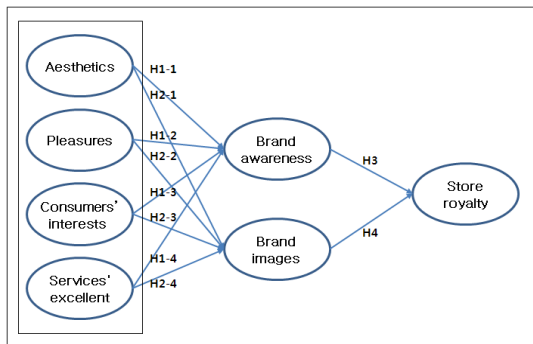 Aesthetics
H1-1
H2-1
Pleasures
H1-2
H2-2
Brand
awareness
H3
Consumers'
interests
H1-3
H2-3
Store
royalty
Brand
images
H4
Services'
excellent
H1-4
H2-4